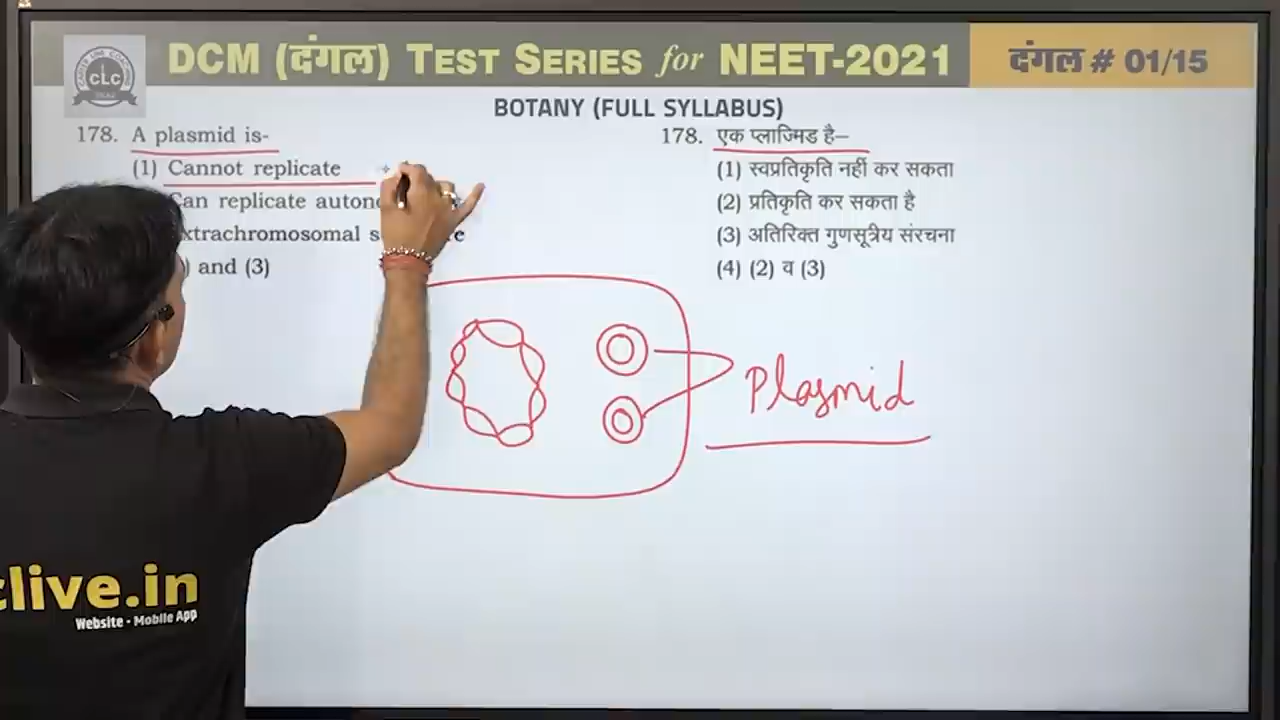 DCM (दंगल) TEST SERIES for NEET-2021
दंगल # 01/15
CLC
BOTANY (FULL SYLLABUS)
178. A plasmid is-
(1) Cannot replicate
Can replicate
and (3)
178. एक प्लाज्मिड है–
(1) स्वप्रतिकृति नहीं कर सकता
(2) प्रतिकृति कर सकता है
(3) अतिरिक्त गुणसूत्रीय संरचना
(4) (2) व (3)
Plasmid
clive.in
Website - Mobile App